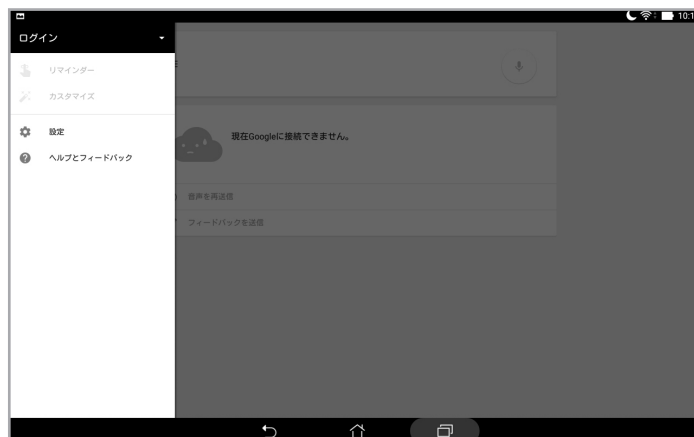 10:1
ログイン
リマインダー
カスタマイズ
設定
ヘルプとフィードバック
現在Googleに接続できません。
音声を再送信
フィードバックを送信